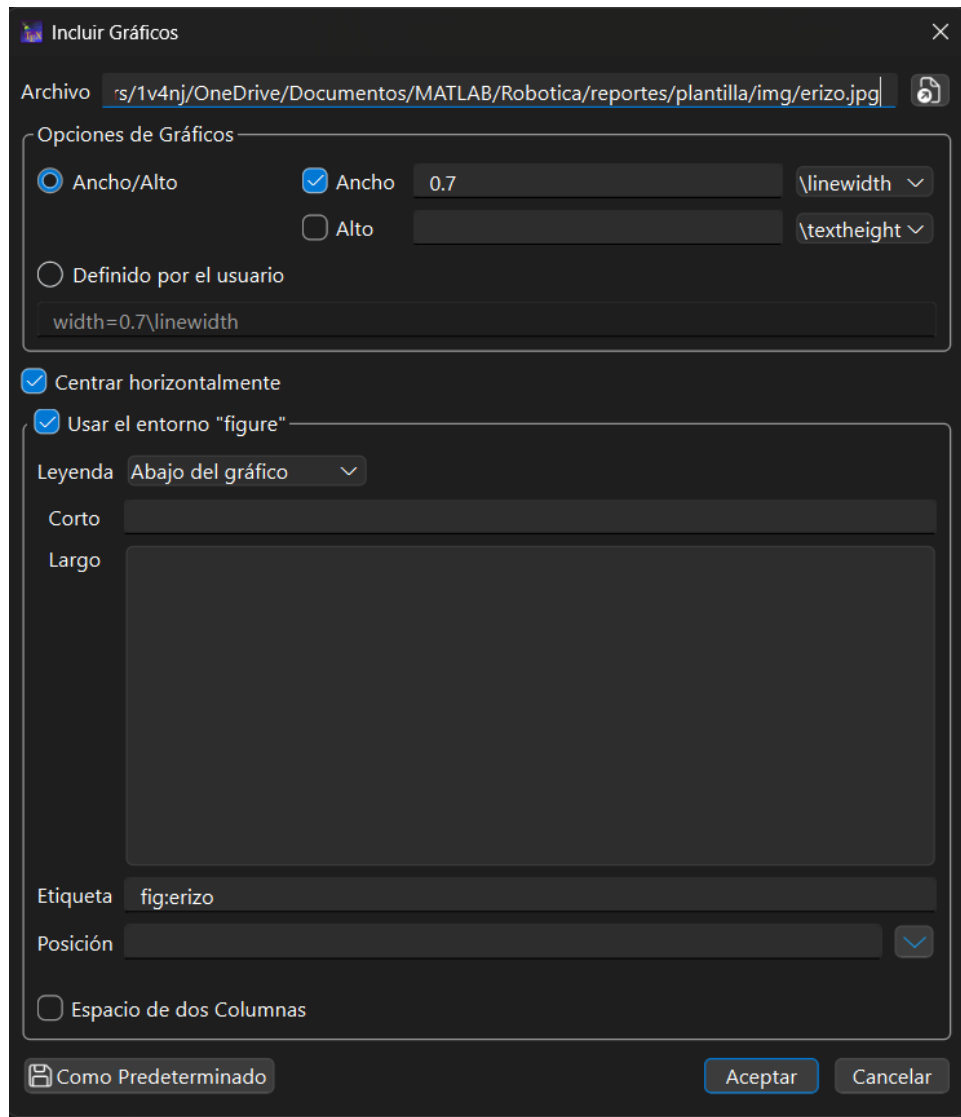 Incluir Gráficos
Archivo rs/1v4nj/OneDrive/Documentos/MATLAB/Robotica/reportes/plantilla/img/erizo.jpg
Opciones de Gráficos
Ancho/Alto Ancho 0.7 \linewidth
Alto \textheight
Definido por el usuario
width=0.7\linewidth
Centrar horizontalmente
Usar el entorno "figure"
Leyenda Abajo del gráfico
Corto
Largo
Etiqueta fig:erizo
Posición
Espacio de dos Columnas
Como Predeterminado Aceptar Cancelar